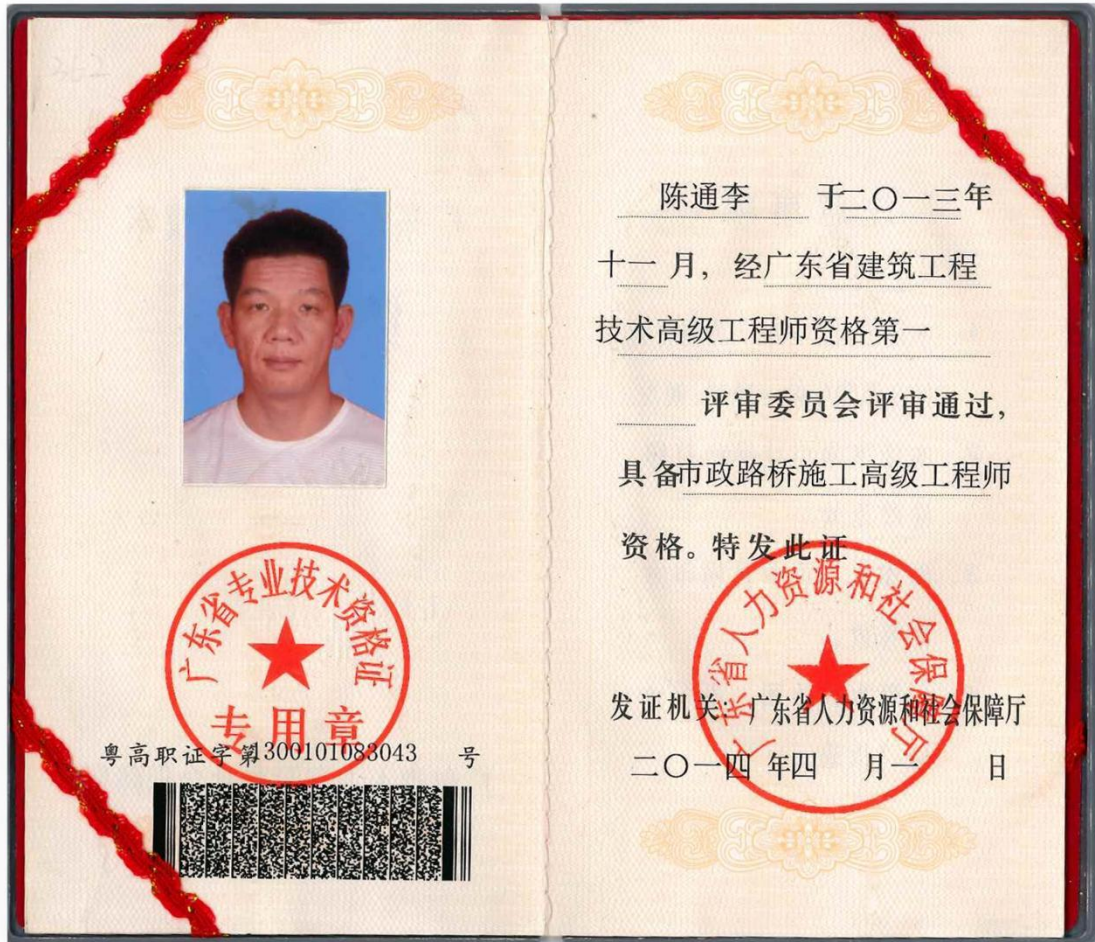 广东省专业技术资格证
专用章
粤高职证字第1300101083043 号
陈通李 于二〇一三年
十一月，经广东省建筑工程
技术高级工程师资格第一
评审委员会评审通过，
具备市政路桥施工高级工程师
资格。特发此证
广东省人力资源和社会保障厅
发证机关：广东省人力资源和社会保障厅
二〇一四 年四 月一 日